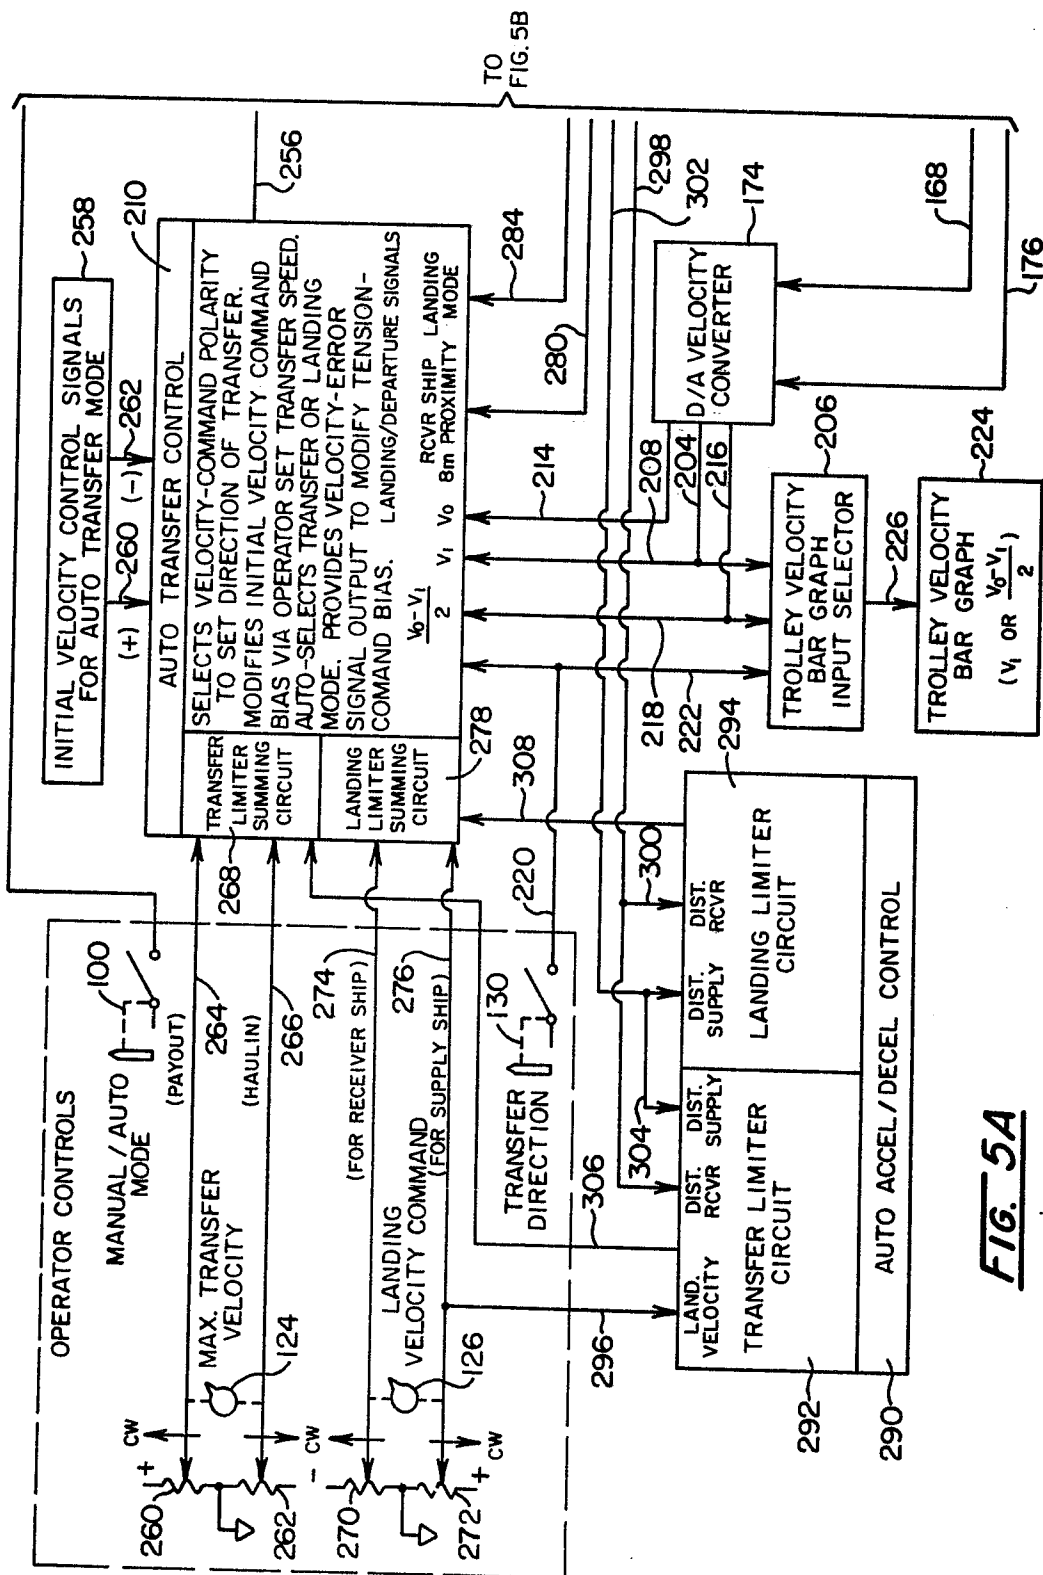 OPERATOR CONTROLS
MANUAL/AUTO
MODE
100
(PAYOUT)
264
MAX. TRANSFER
VELOCITY
(HAULIN)
266
124
CW
CW
+
260
262
-
270
272
+
CW
274
(FOR RECEIVER SHIP)
LANDING
VELOCITY COMMAND
276
(FOR SUPPLY SHIP)
126
TRANSFER
DIRECTION
130
220
INITIAL VELOCITY CONTROL SIGNALS
FOR AUTO TRANSFER MODE
258
(+)
260
(-)
262
210
AUTO TRANSFER CONTROL
SELECTS VELOCITY-COMMAND POLARITY
TO SET DIRECTION OF TRANSFER.
MODIFIES INITIAL VELOCITY COMMAND
BIAS VIA OPERATOR SET TRANSFER SPEED.
AUTO-SELECTS TRANSFER OR LANDING
MODE. PROVIDES VELOCITY-ERROR
SIGNAL OUTPUT TO MODIFY TENSION-
COMAND BIAS. LANDING/DEPARTURE SIGNALS
V0-V1
2
V1
V0
RCVR SHIP LANDING
8m PROXIMITY MODE
TRANSFER
LIMITER
SUMMING
CIRCUIT
268
LANDING
LIMITER
SUMMING
CIRCUIT
278
256
TO
FIG. 5B
284
280
302
298
214
208
204
216
218
222
308
D/A VELOCITY
CONVERTER
174
168
176
TROLLEY VELOCITY
BAR GRAPH
INPUT SELECTOR
206
226
TROLLEY VELOCITY
BAR GRAPH
(V1 OR V0-V1
2)
224
306
296
304
300
294
LAND.
VELOCITY
DIST.
RCVR
DIST.
SUPPLY
TRANSFER LIMITER
CIRCUIT
292
DIST.
SUPPLY
DIST.
RCVR
LANDING LIMITER
CIRCUIT
AUTO ACCEL/DECEL CONTROL
290
FIG. 5A